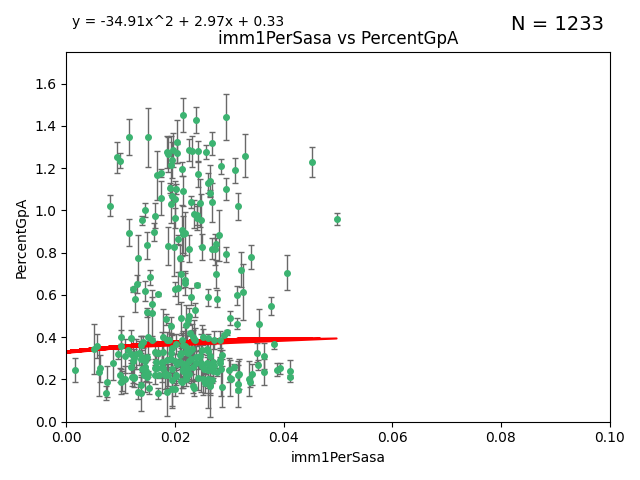 y = -34.91x^2 + 2.97x + 0.33
N = 1233
imm1PerSasa vs PercentGpA
PercentGpA
1.6
1.4
1.2
1.0
0.8
0.6
0.4
0.2
0.0
0.00 0.02 0.04 0.06 0.08 0.10
imm1PerSasa